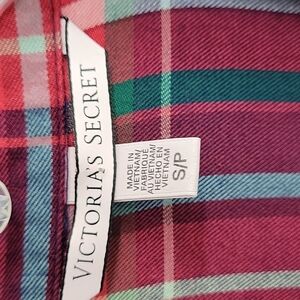 VICTORIA'S SECRET
MADE IN
VIETNAM/
FABRIQUÉ
AU VIETNAM/
HECHO EN
VIETNAM
S/P